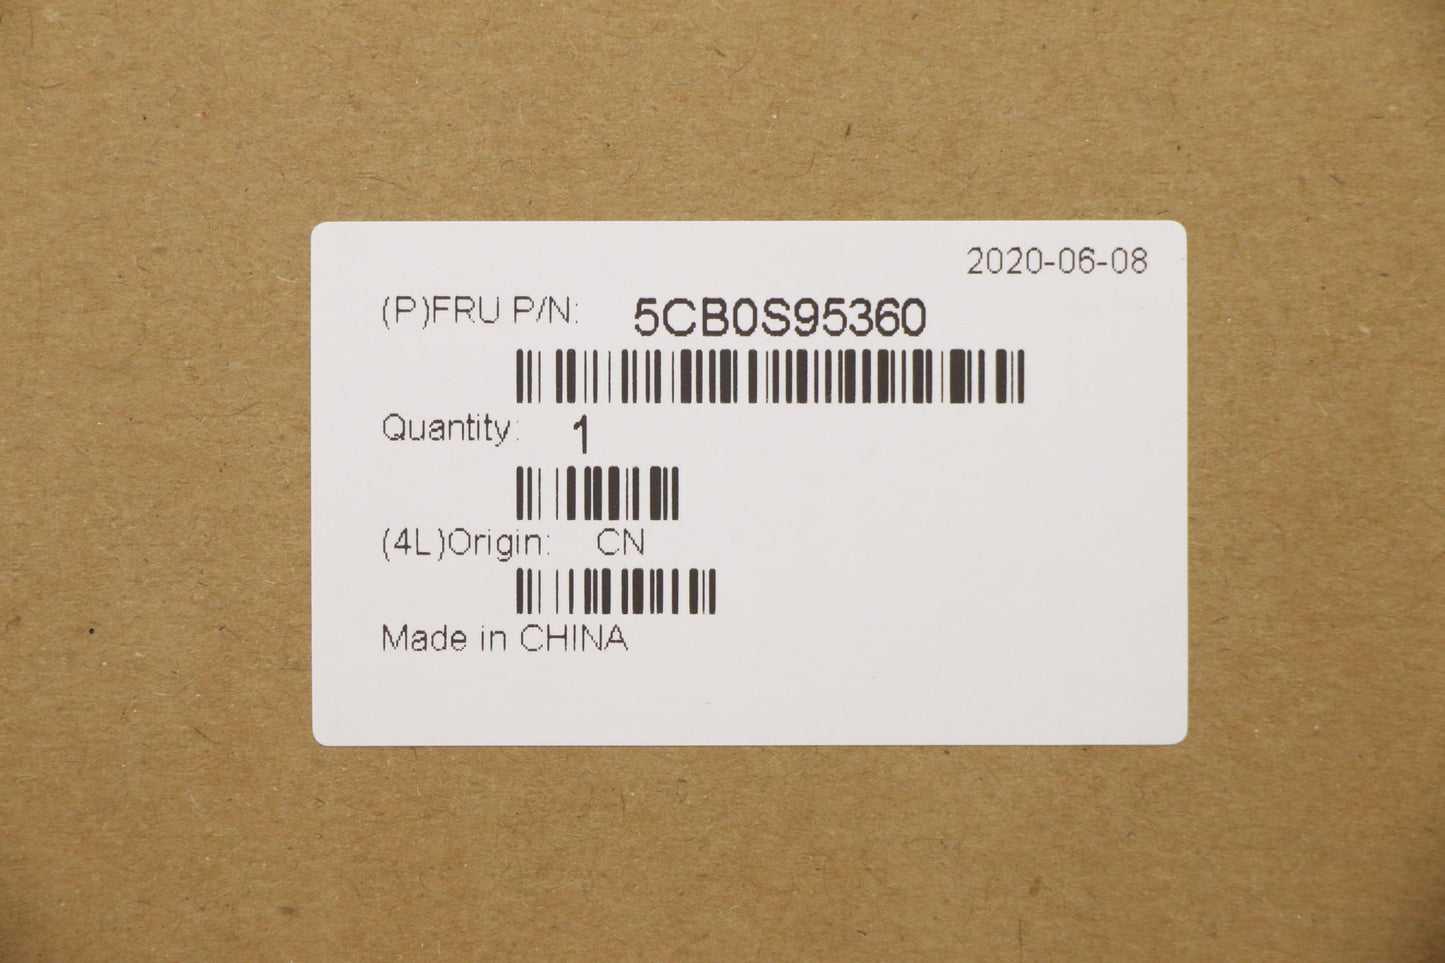 2020-06-08
(P)FRU P/N: 5CB0S95360
Quantity: 1
(4L)Origin: CN
Made in CHINA